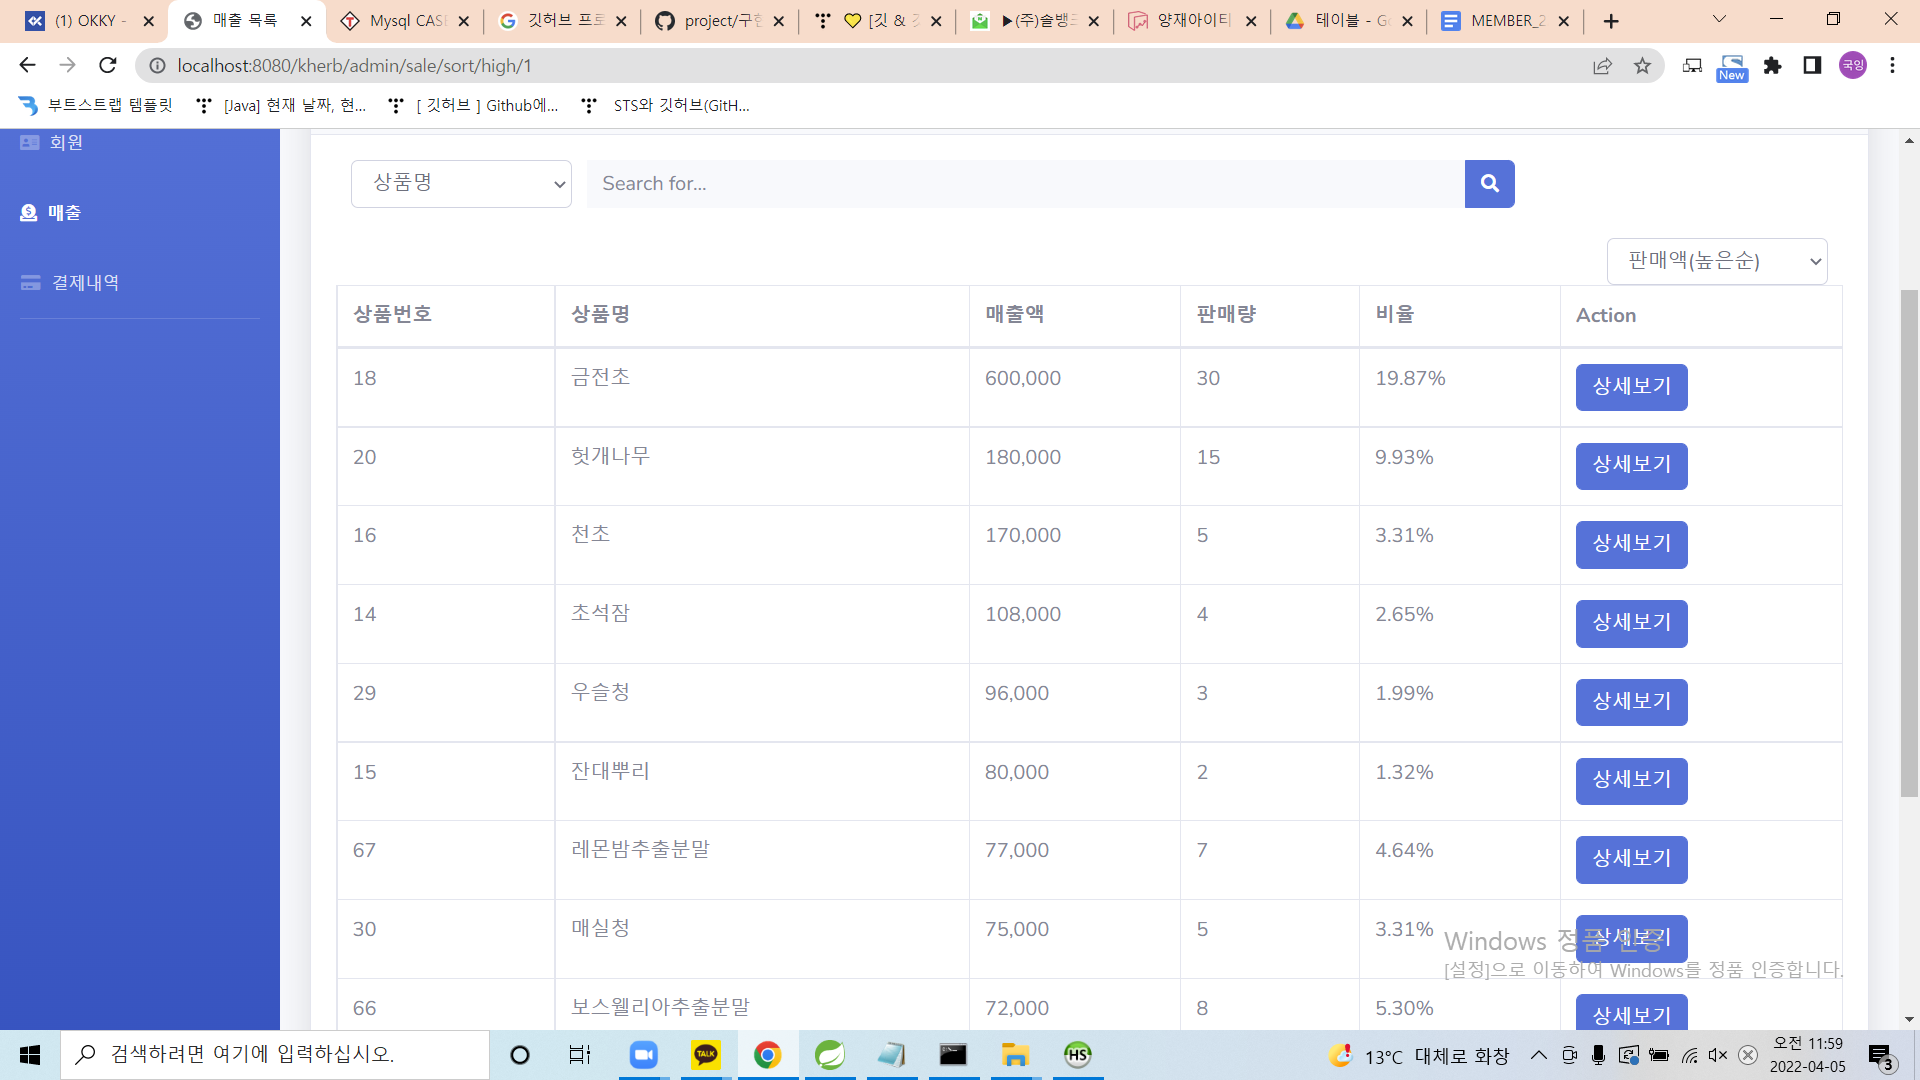 (1) OKKY -
매출 목록
Mysql CASE
깃허브 프로
project/구현
💛 [깃 & 깃
▶(주)솔뱅크
양재아이티
테이블 - Go
MEMBER_2
localhost:8080/kherb/admin/sale/sort/high/1
New
국잉
부트스트랩 템플릿
[Java] 현재 날짜, 현...
[ 깃허브 ] Github에...
STS와 깃허브(GitH...
회원
매출
결제내역
상품명
Search for...
판매액(높은순)
상품번호 상품명 매출액 판매량 비율 Action
18 금전초 600,000 30 19.87% 상세보기
20 헛개나무 180,000 15 9.93% 상세보기
16 천초 170,000 5 3.31% 상세보기
14 초석잠 108,000 4 2.65% 상세보기
29 우슬청 96,000 3 1.99% 상세보기
15 잔대뿌리 80,000 2 1.32% 상세보기
67 레몬밤추출분말 77,000 7 4.64% 상세보기
30 매실청 75,000 5 3.31% 상세보기
66 보스웰리아추출분말 72,000 8 5.30% 상세보기
Windows 정품 인증
[설정]으로 이동하여 Windows를 정품 인증합니다.
검색하려면 여기에 입력하십시오.
TALK
HS
13°C 대체로 화창
오전 11:59
2022-04-05
3